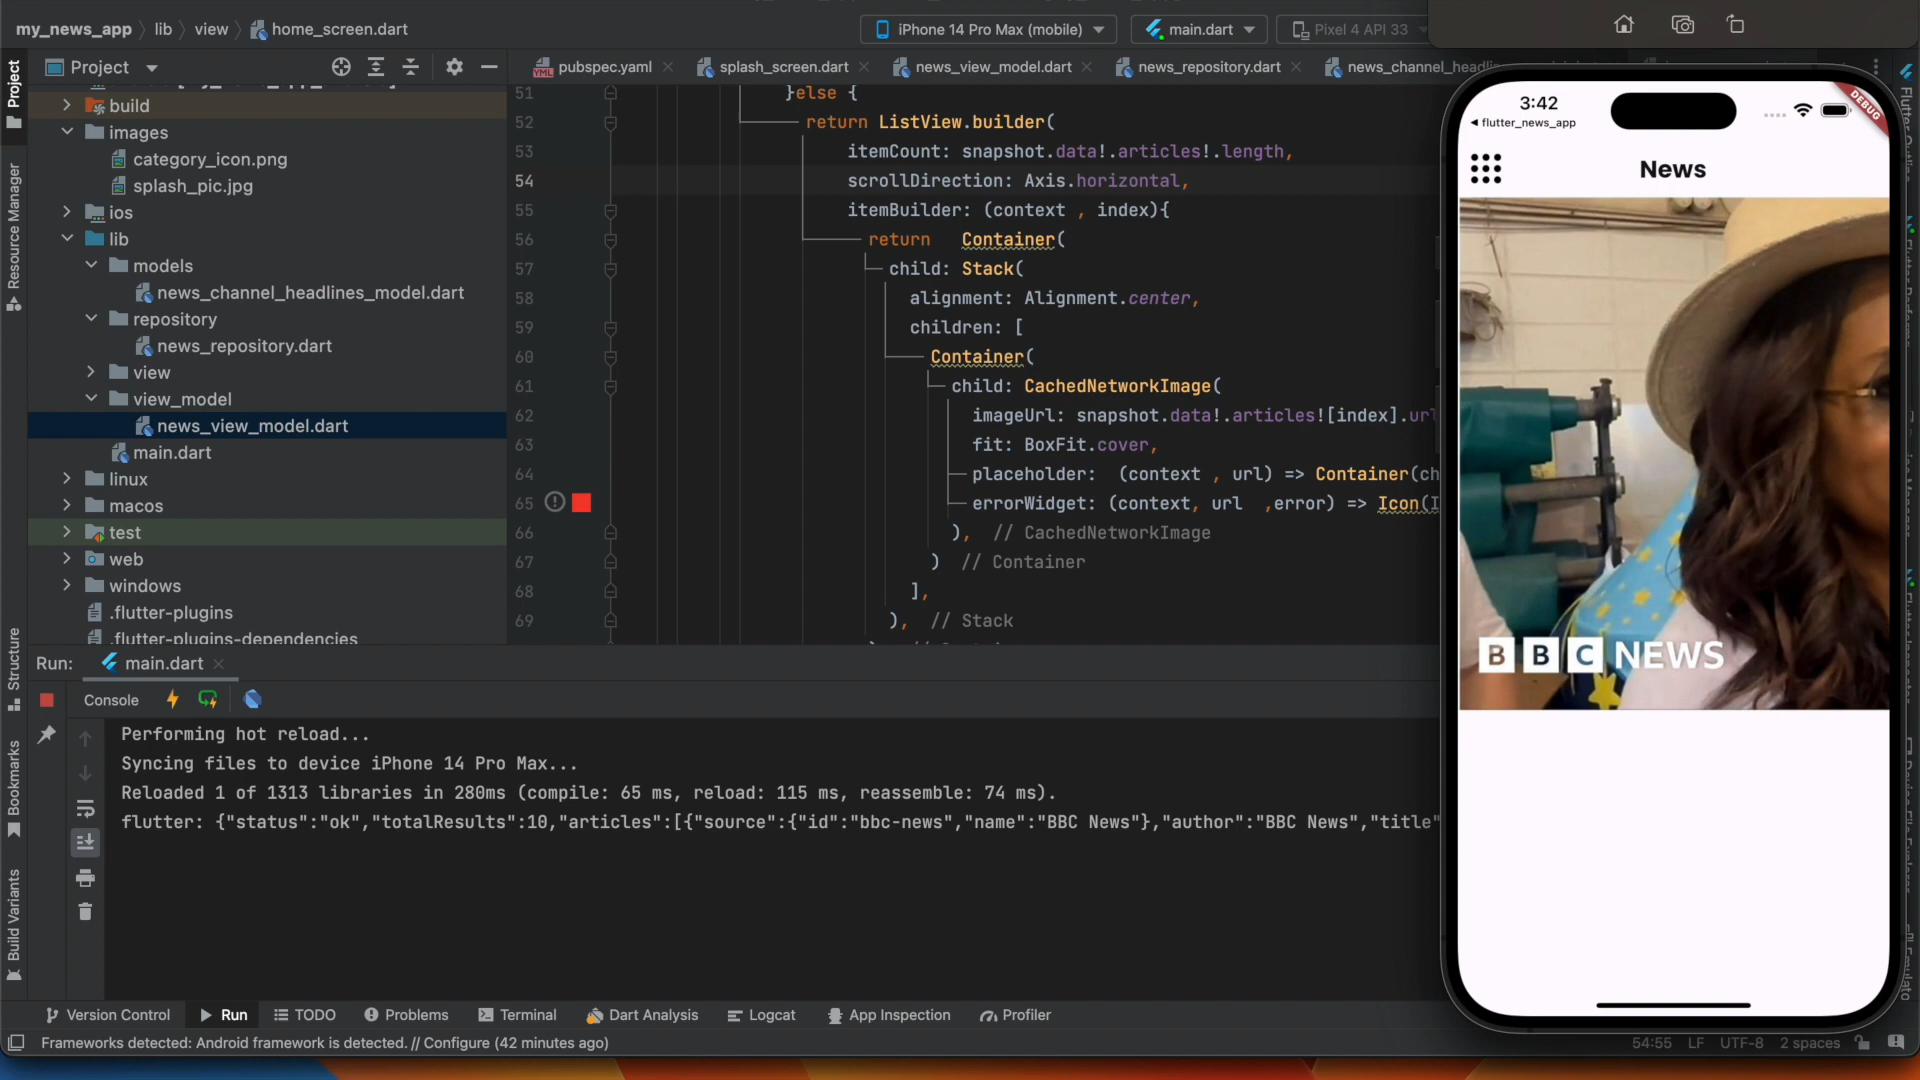 my_news_app lib view home_screen.dart
iPhone 14 Pro Max (mobile) main.dart Pixel 4 API 33
Project
pubspec.yaml splash_screen.dart news_view_model.dart news_repository.dart
build
images
category_icon.png
splash_pic.jpg
ios
lib
models
news_channel_headlines_model.dart
repository
news_repository.dart
view
view_model
news_view_model.dart
main.dart
linux
macos
test
web
windows
.flutter-plugins
.flutter-plugins-dependencies
51 }else {
52 return ListView.builder(
53 itemCount: snapshot.data!.articles!.length,
54 scrollDirection: Axis.horizontal,
55 itemBuilder: (context , index){
56 return Container(
57 child: Stack(
58 alignment: Alignment.center,
59 children: [
60 Container(
61 child: CachedNetworkImage(
62 imageUrl: snapshot.data!.articles![index].url
63 fit: BoxFit.cover,
64 placeholder: (context , url) => Container(ch
65 errorWidget: (context, url ,error) => Icon(I
66 ), // CachedNetworkImage
67 ) // Container
68 ],
69 ), // Stack
Project
Resource Manager
Structure
Bookmarks
Build Variants
Run: main.dart
Console
Performing hot reload...
Syncing files to device iPhone 14 Pro Max...
Reloaded 1 of 1313 libraries in 280ms (compile: 65 ms, reload: 115 ms, reassemble: 74 ms).
flutter: {"status":"ok","totalResults":10,"articles":[{"source":{"id":"bbc-news","name":"BBC News"},"author":"BBC News","title"
Version Control Run TODO Problems Terminal Dart Analysis Logcat App Inspection Profiler
Frameworks detected: Android framework is detected. // Configure (42 minutes ago)
54:55 LF UTF-8 2 spaces
3:42
flutter_news_app
DEBUG
News
BBC NEWS